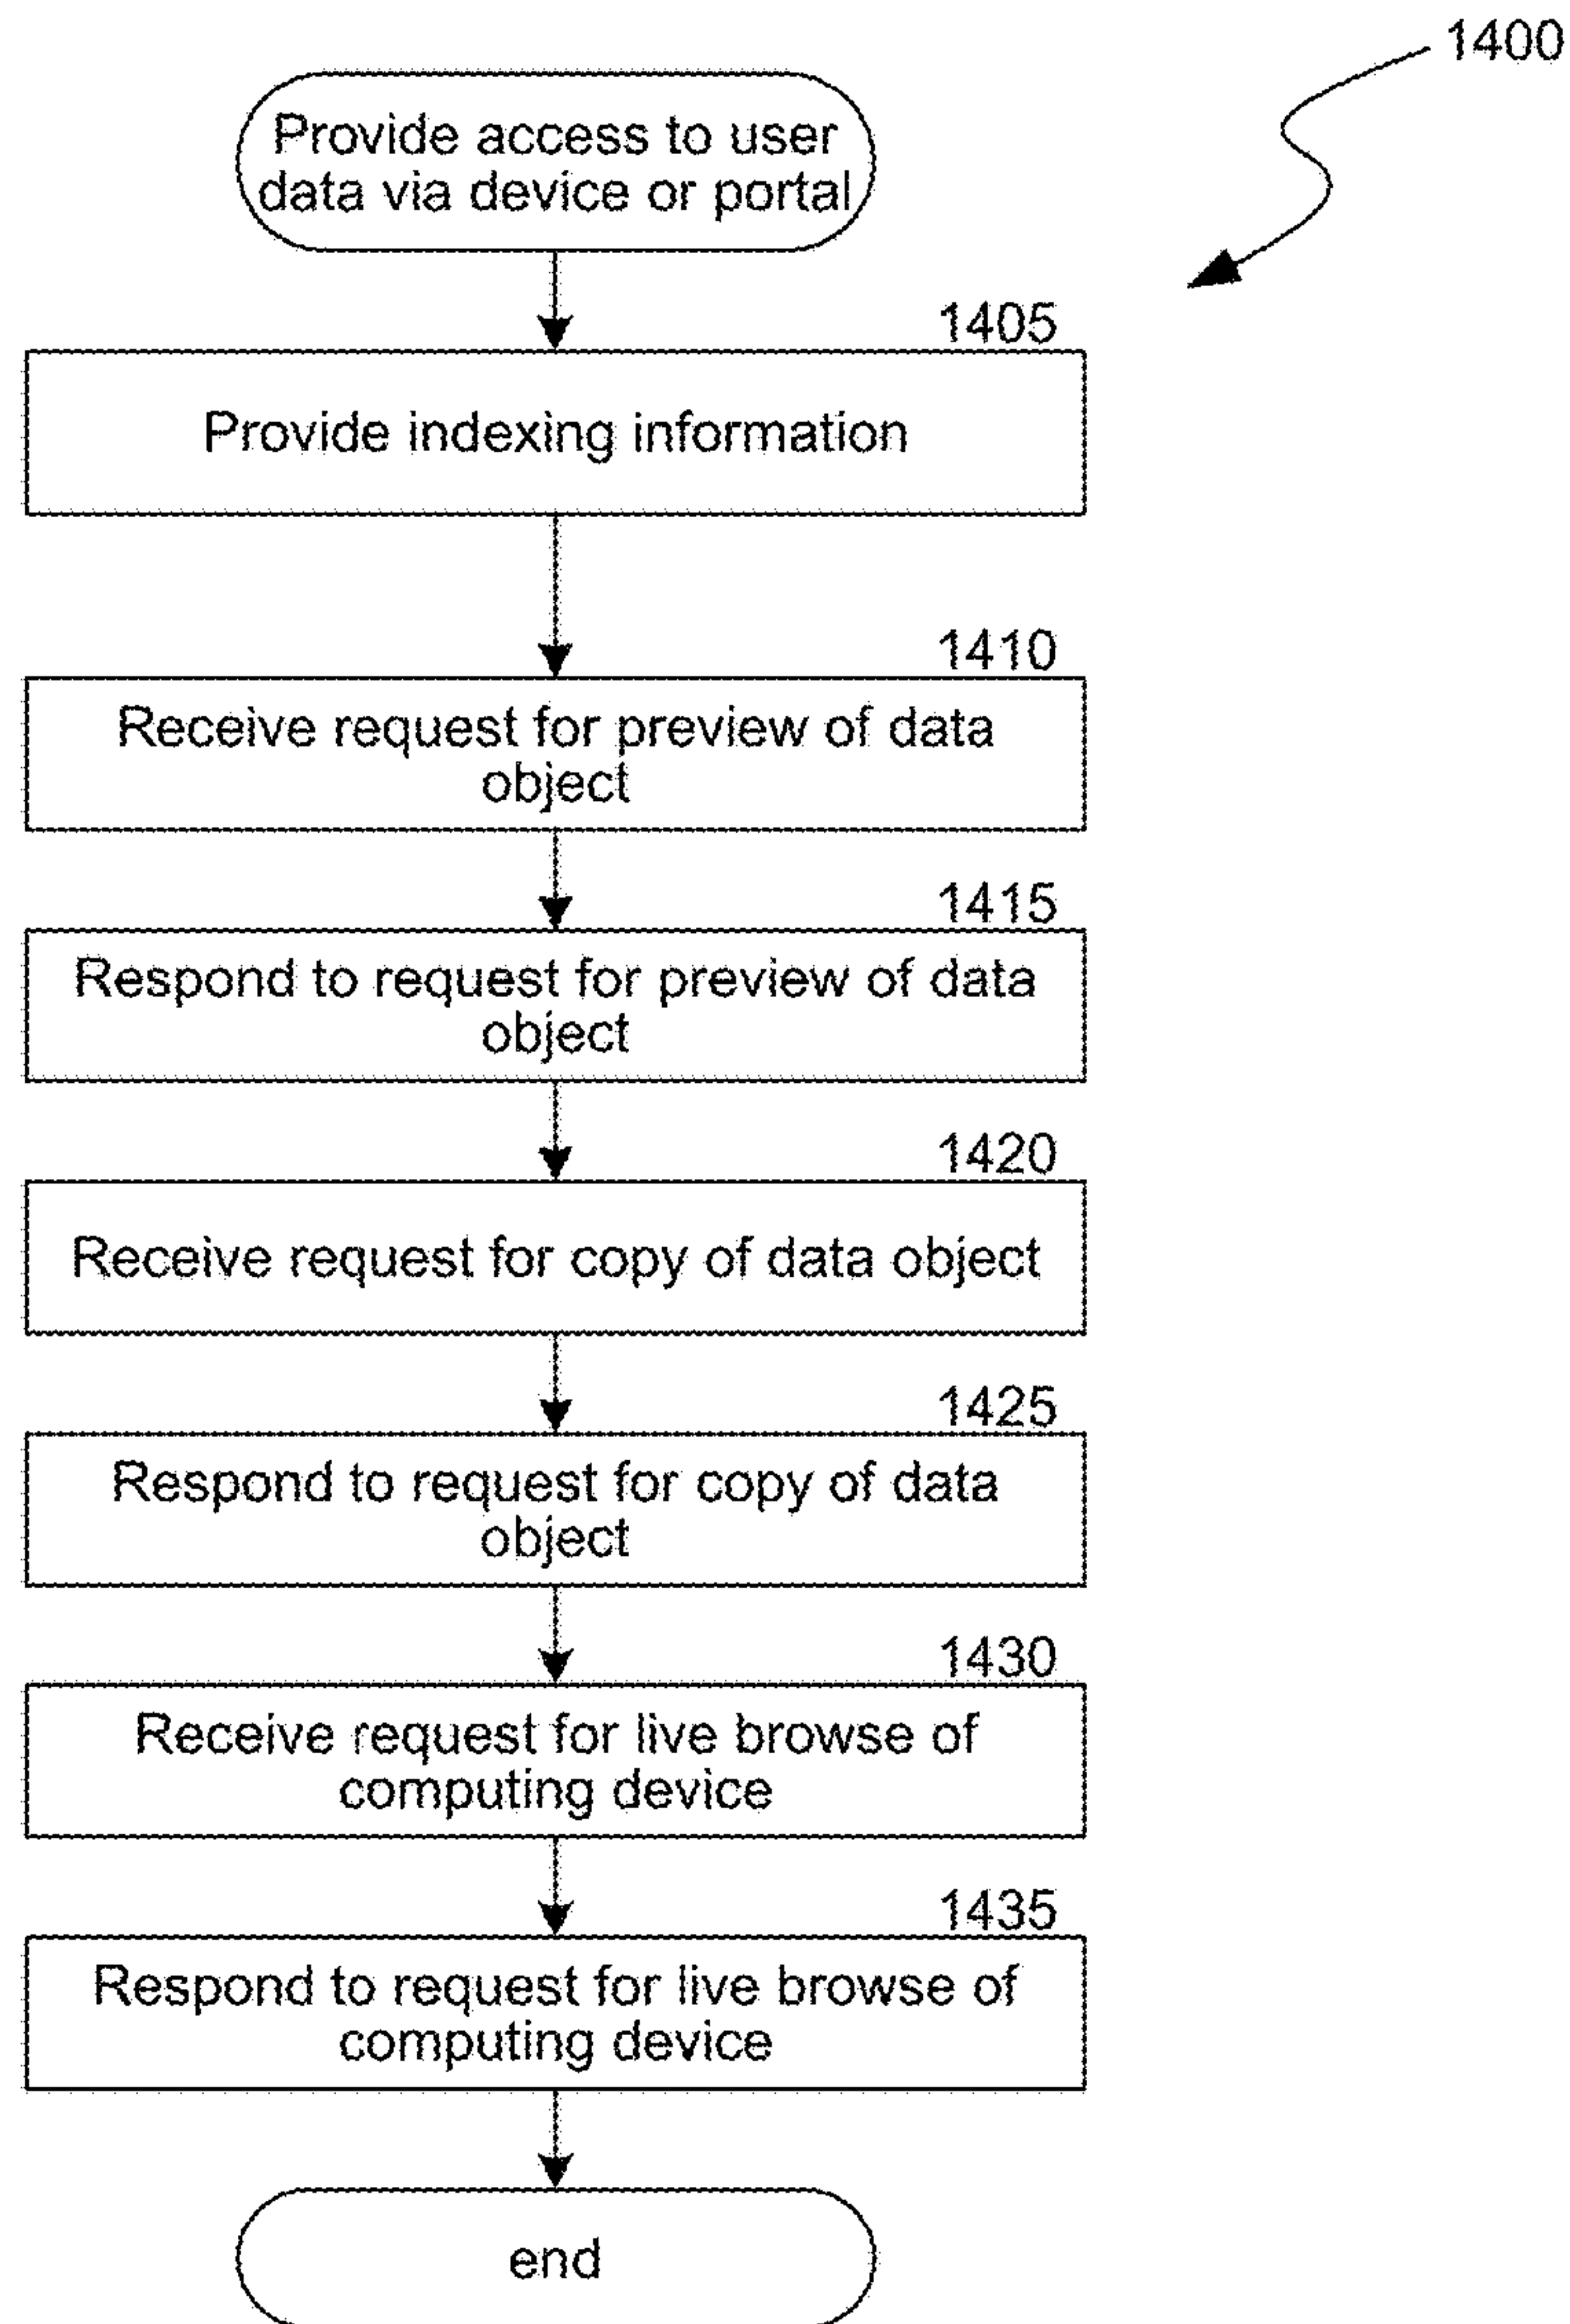 1400
Provide access to user
data via device or portal
1405
Provide indexing information
1410
Receive request for preview of data
object
1415
Respond to request for preview of data
object
1420
Receive request for copy of data object
1425
Respond to request for copy of data
object
1430
Receive request for live browse of
computing device
1435
Respond to request for live browse of
computing device
end